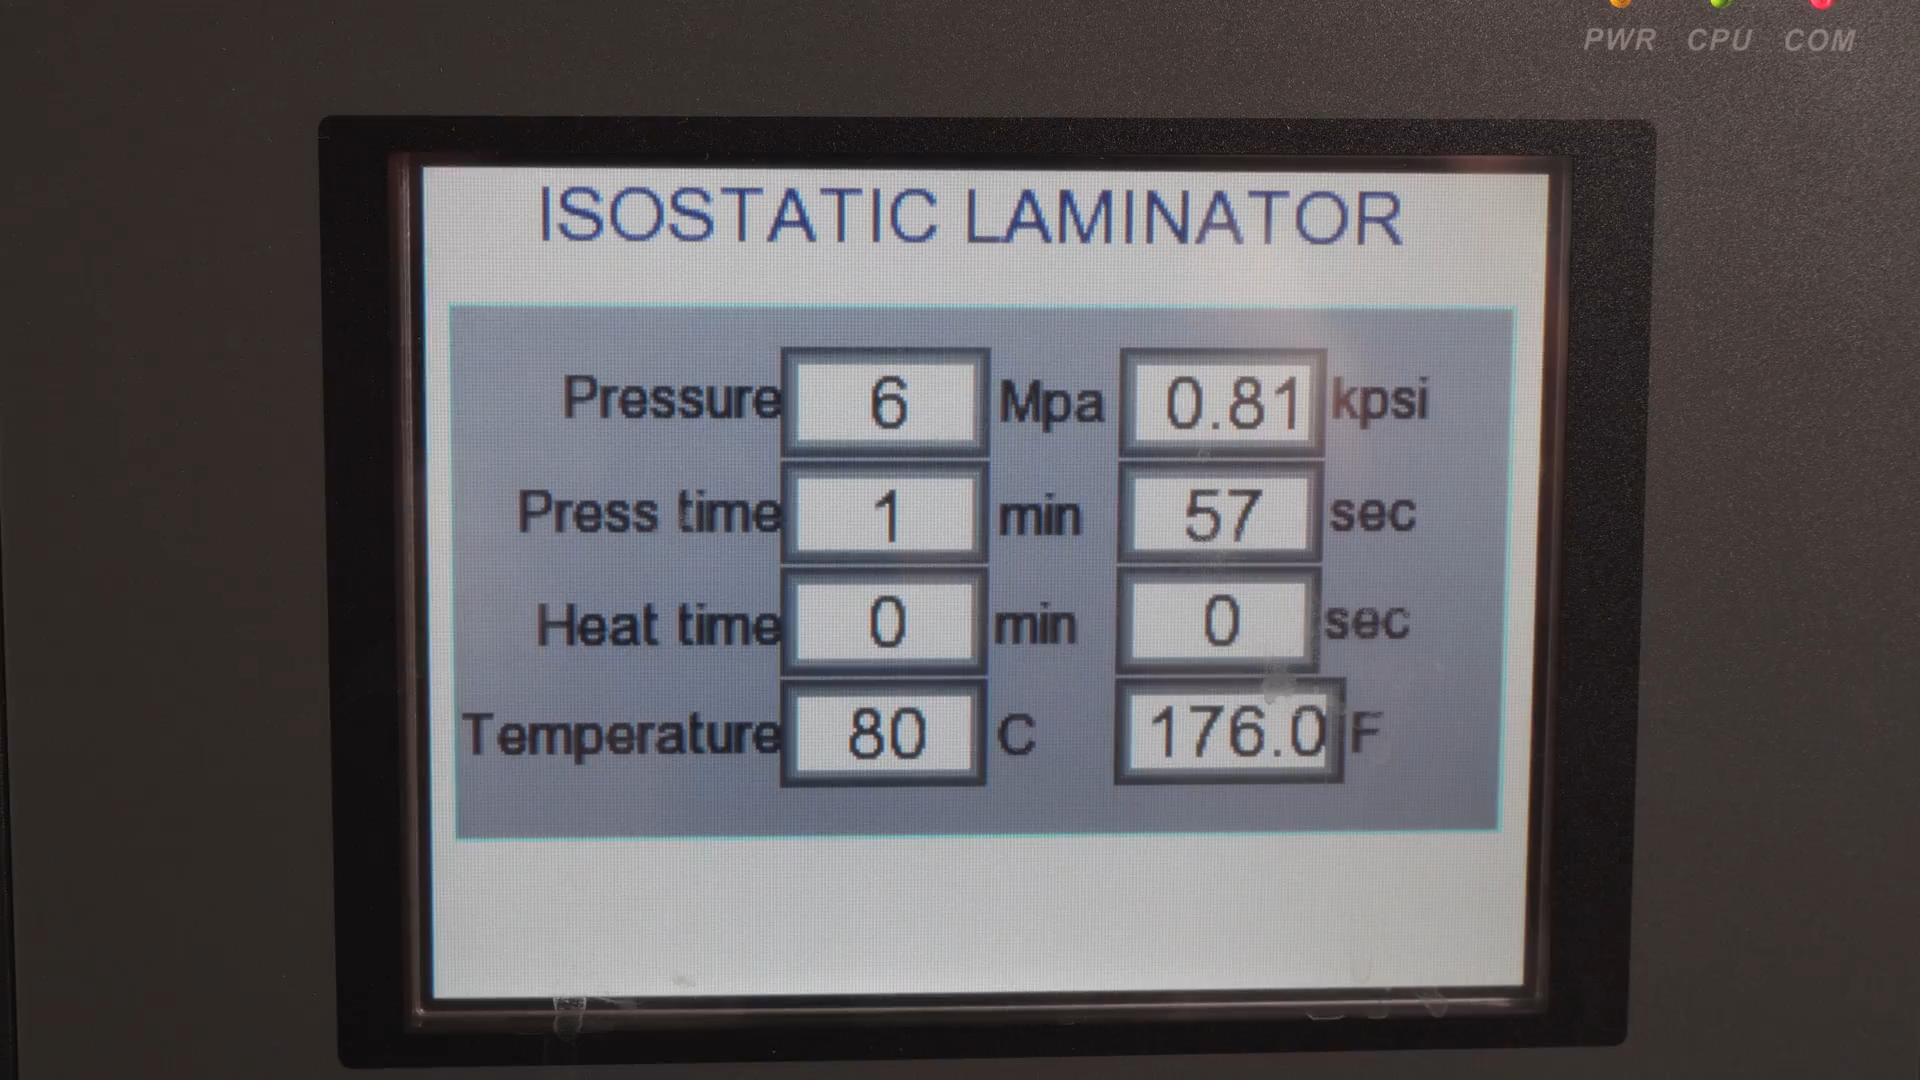 PWR CPU COM
ISOSTATIC LAMINATOR
Pressure 6 Mpa 0.81 kpsi
Press time 1 min 57 sec
Heat time 0 min 0 sec
Temperature 80 C 176.0 F